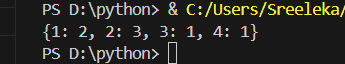 PS D:\python> & C:/Users/Sreeleka/
{1: 2, 2: 3, 3: 1, 4: 1}
PS D:\python>